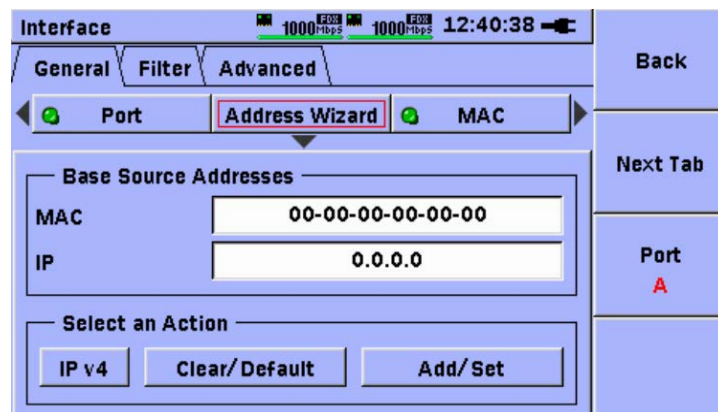 Interface 1000 FDX Mbps 1000 FDX Mbps 12:40:38
General Filter Advanced
Port Address Wizard MAC
Base Source Addresses
MAC 00-00-00-00-00-00
IP 0.0.0.0
Select an Action
IP v4 Clear/Default Add/Set
Back
Next Tab
Port
A